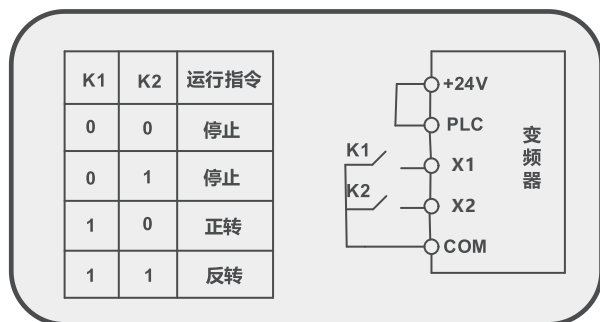 K1 K2 运行指令
0 0 停止
0 1 停止
1 0 正转
1 1 反转
+24V
PLC
K1
X1
K2
X2
COM
变频器